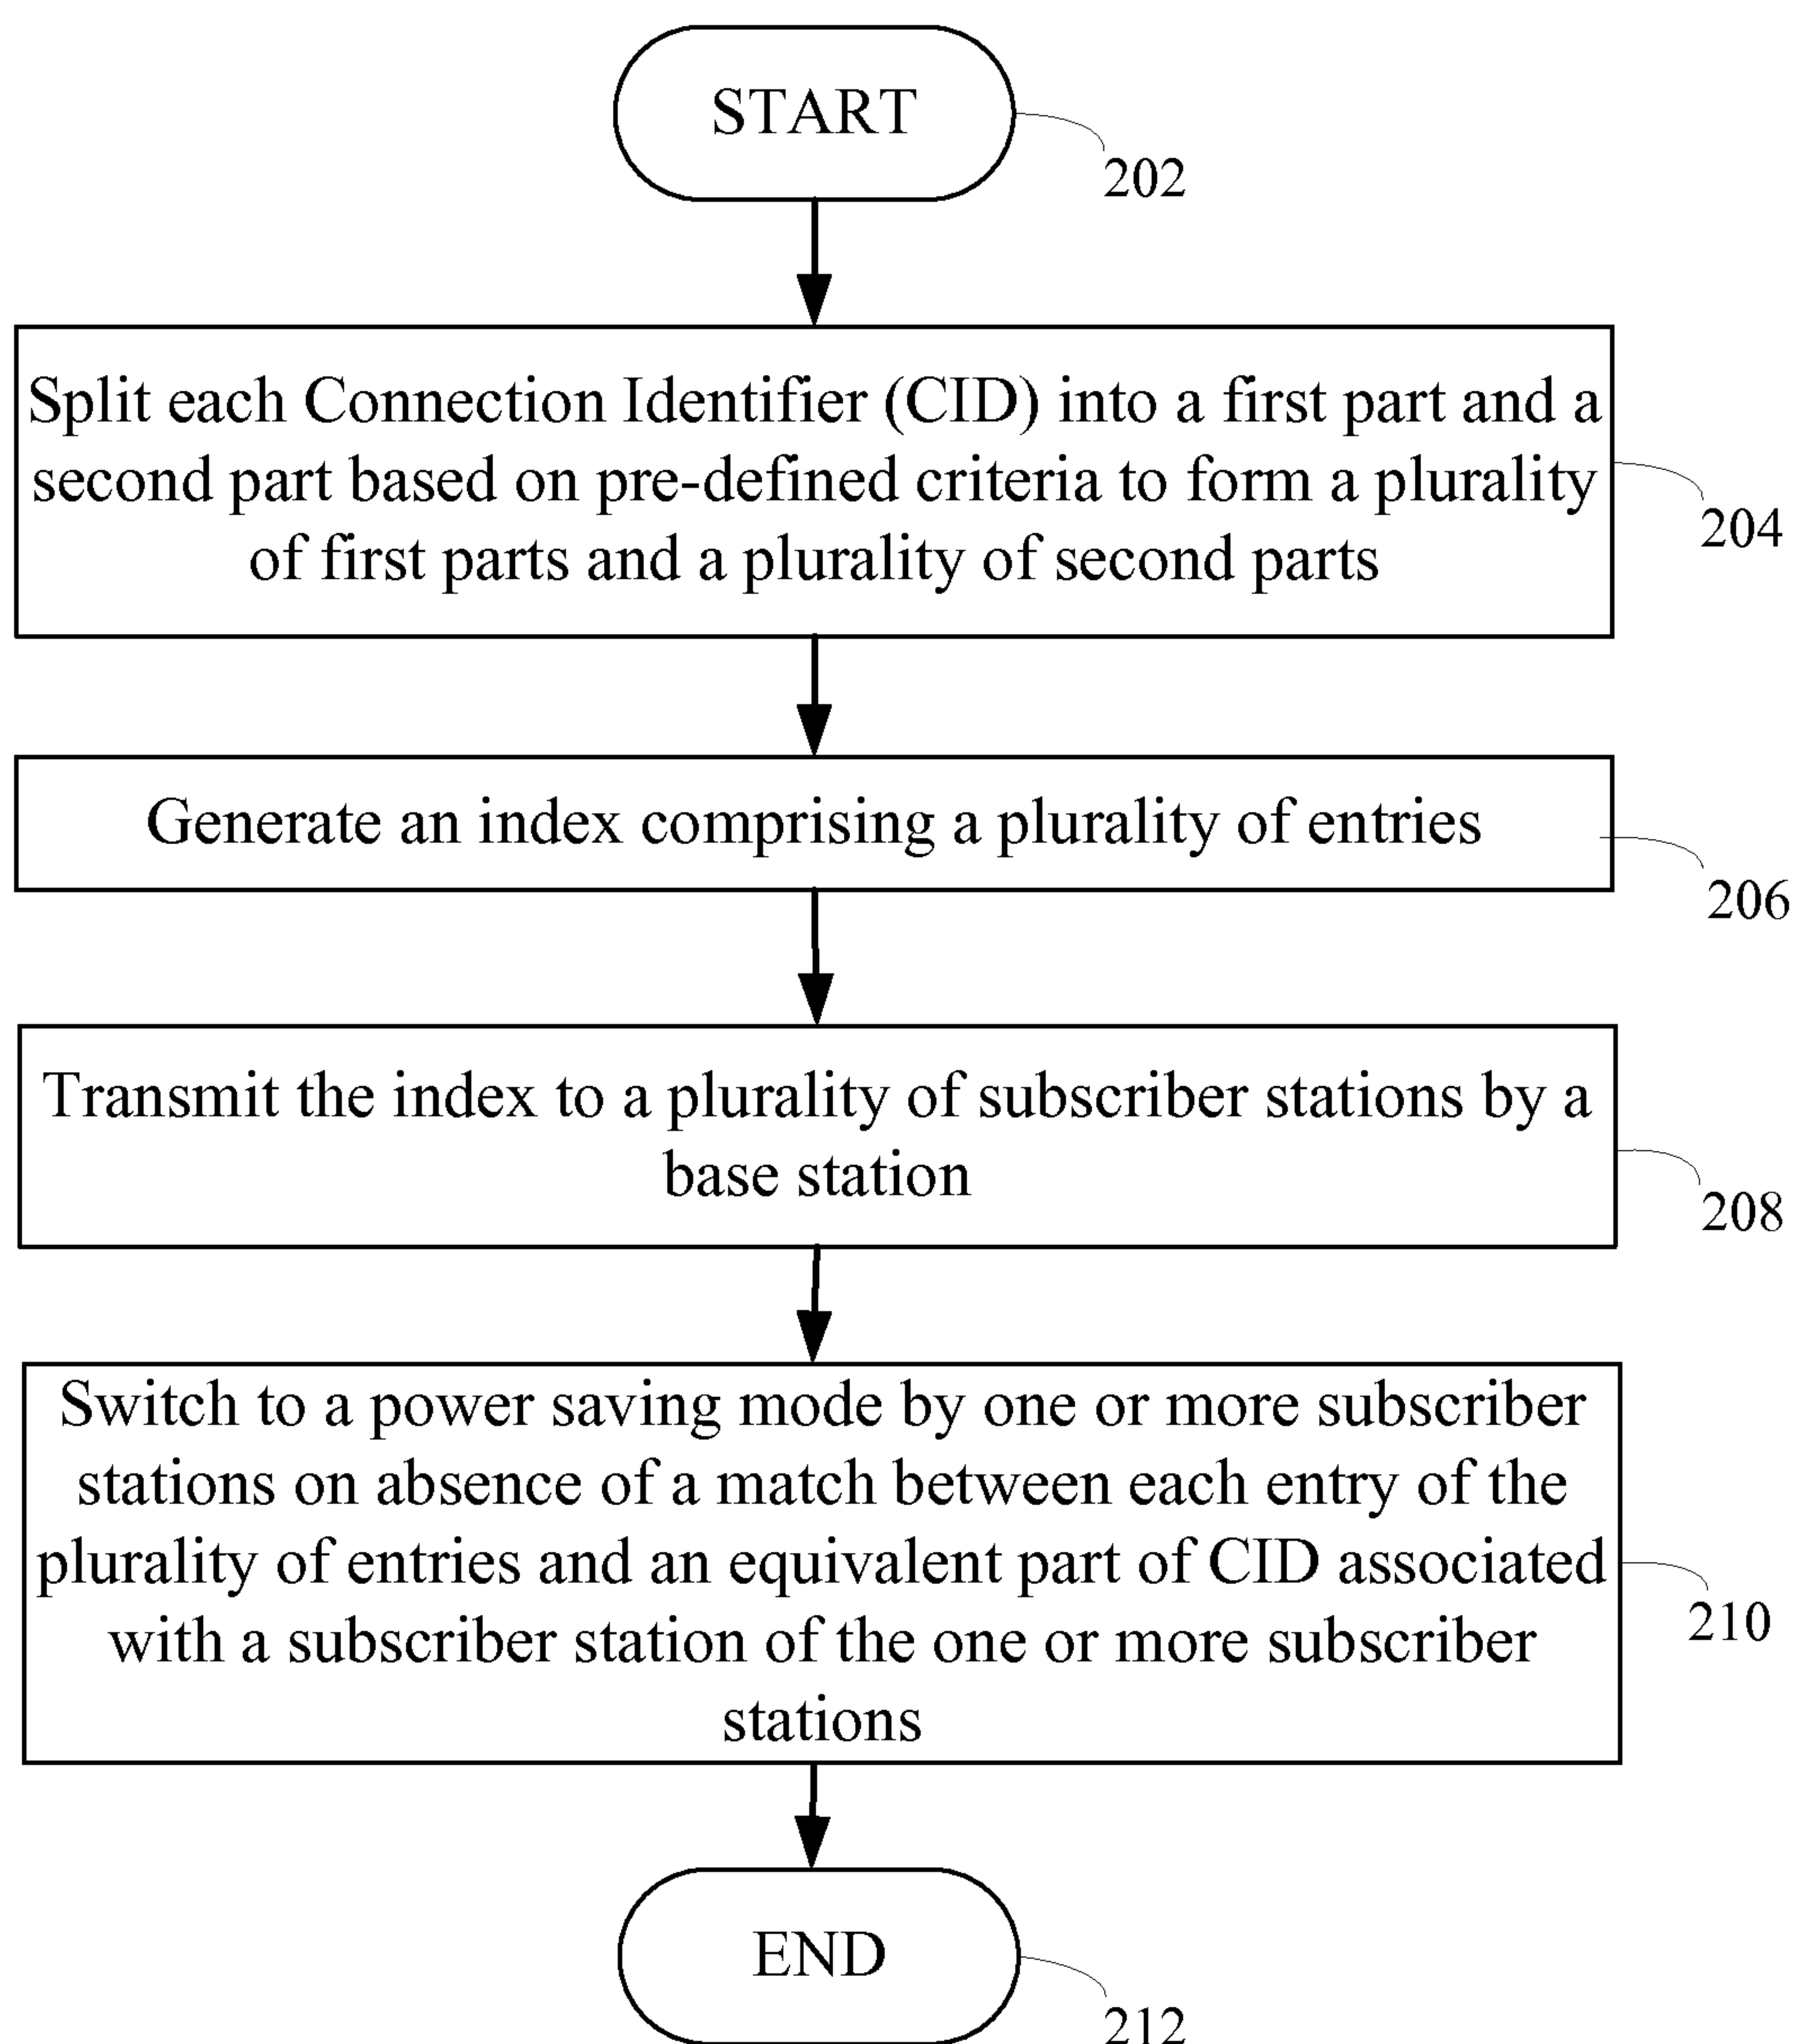 START
202
Split each Connection Identifier (CID) into a first part and a
second part based on pre-defined criteria to form a plurality
of first parts and a plurality of second parts
204
Generate an index comprising a plurality of entries
206
Transmit the index to a plurality of subscriber stations by a
base station
208
Switch to a power saving mode by one or more subscriber
stations on absence of a match between each entry of the
plurality of entries and an equivalent part of CID associated
with a subscriber station of the one or more subscriber
stations
210
END
212